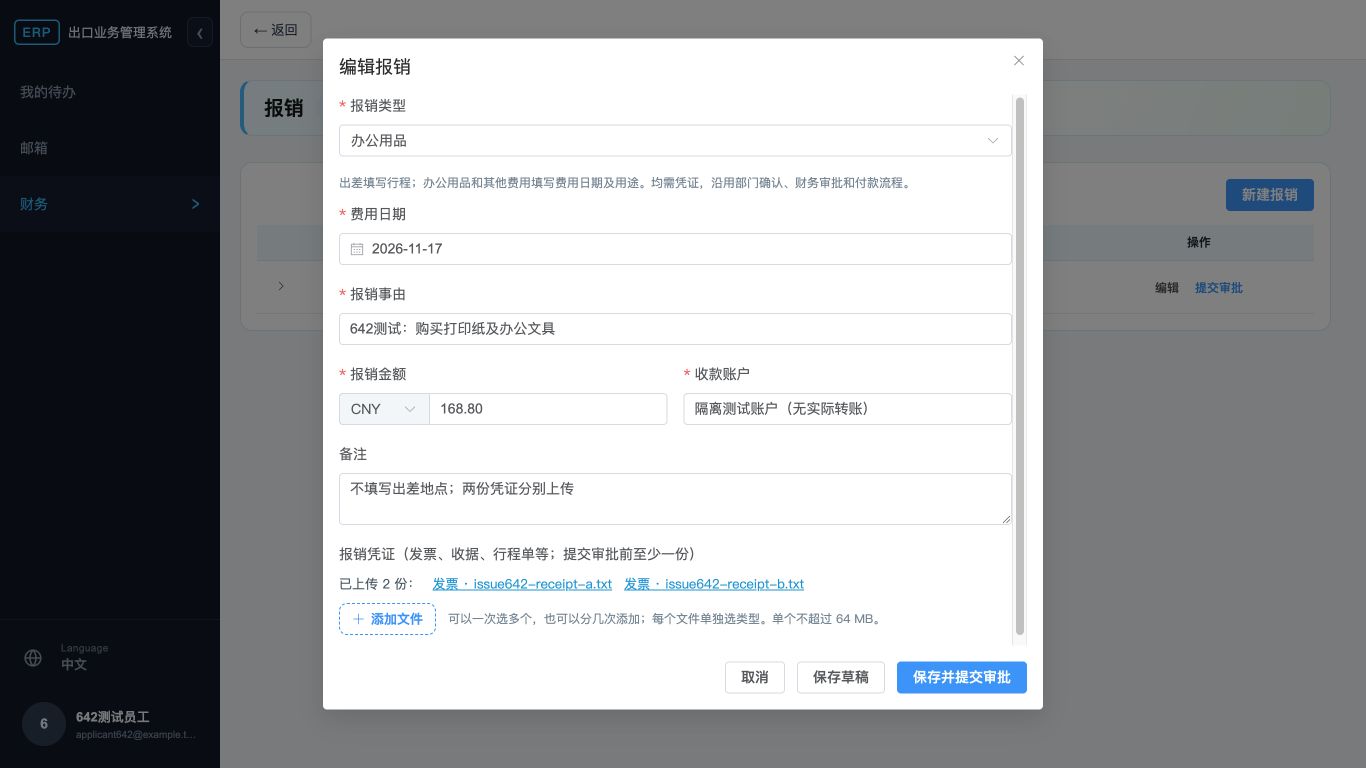 ERP 出口业务管理系统
← 返回
我的待办
邮箱
财务
报销
新建报销
操作
编辑 提交审批
编辑报销
* 报销类型
办公用品
出差填写行程；办公用品和其他费用填写费用日期及用途。均需凭证，沿用部门确认、财务审批和付款流程。
* 费用日期
2026-11-17
* 报销事由
642测试：购买打印纸及办公文具
* 报销金额 * 收款账户
CNY 168.80 隔离测试账户（无实际转账）
备注
不填写出差地点；两份凭证分别上传
报销凭证（发票、收据、行程单等；提交审批前至少一份）
已上传 2 份： 发票 · issue642-receipt-a.txt 发票 · issue642-receipt-b.txt
+ 添加文件 可以一次选多个，也可以分几次添加；每个文件单独选类型。单个不超过 64 MB。
取消 保存草稿 保存并提交审批
Language
中文
6 642测试员工
applicant642@example.t...